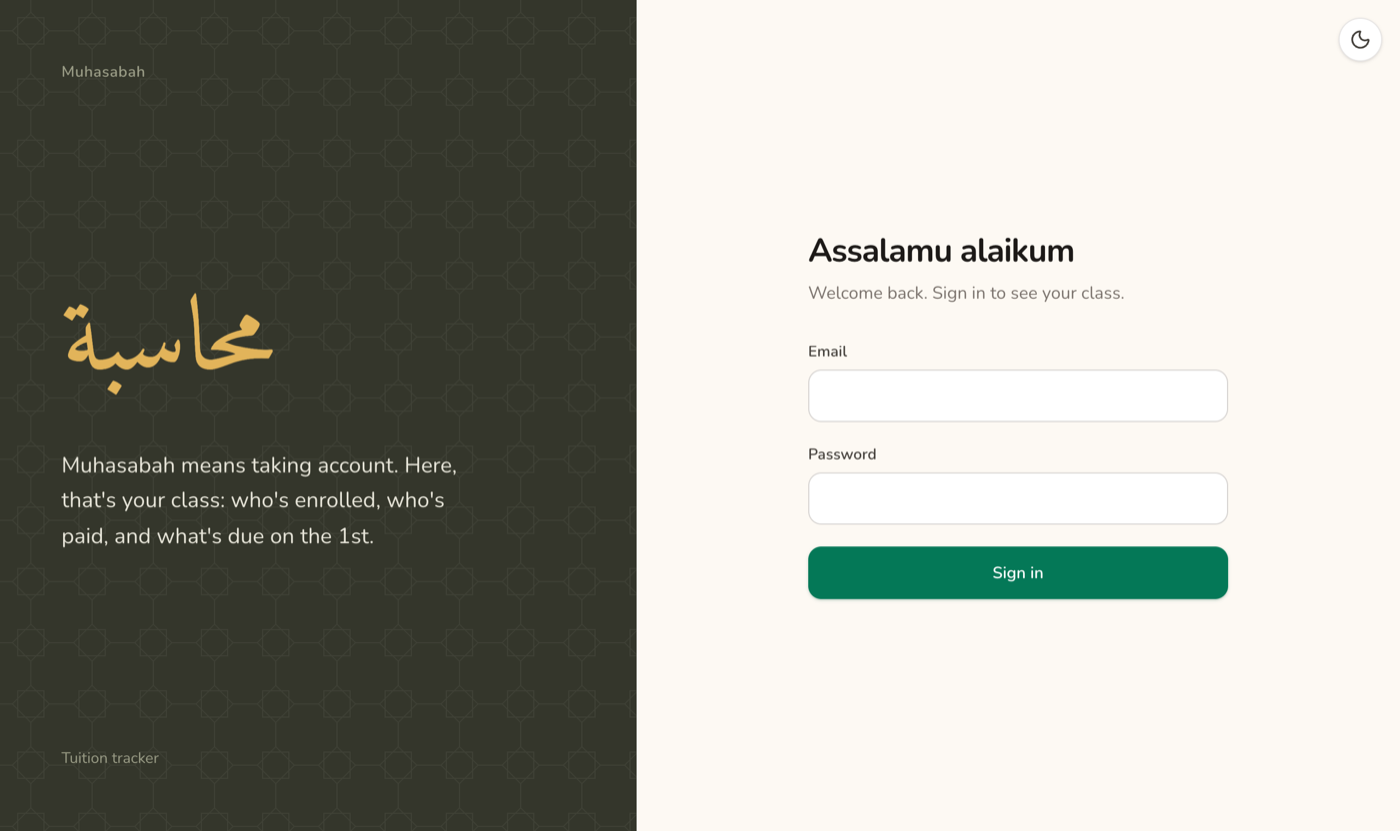 Muhasabah
محاسبة
Muhasabah means taking account. Here,
that's your class: who's enrolled, who's
paid, and what's due on the 1st.
Tuition tracker
Assalamu alaikum
Welcome back. Sign in to see your class.
Email
Password
Sign in